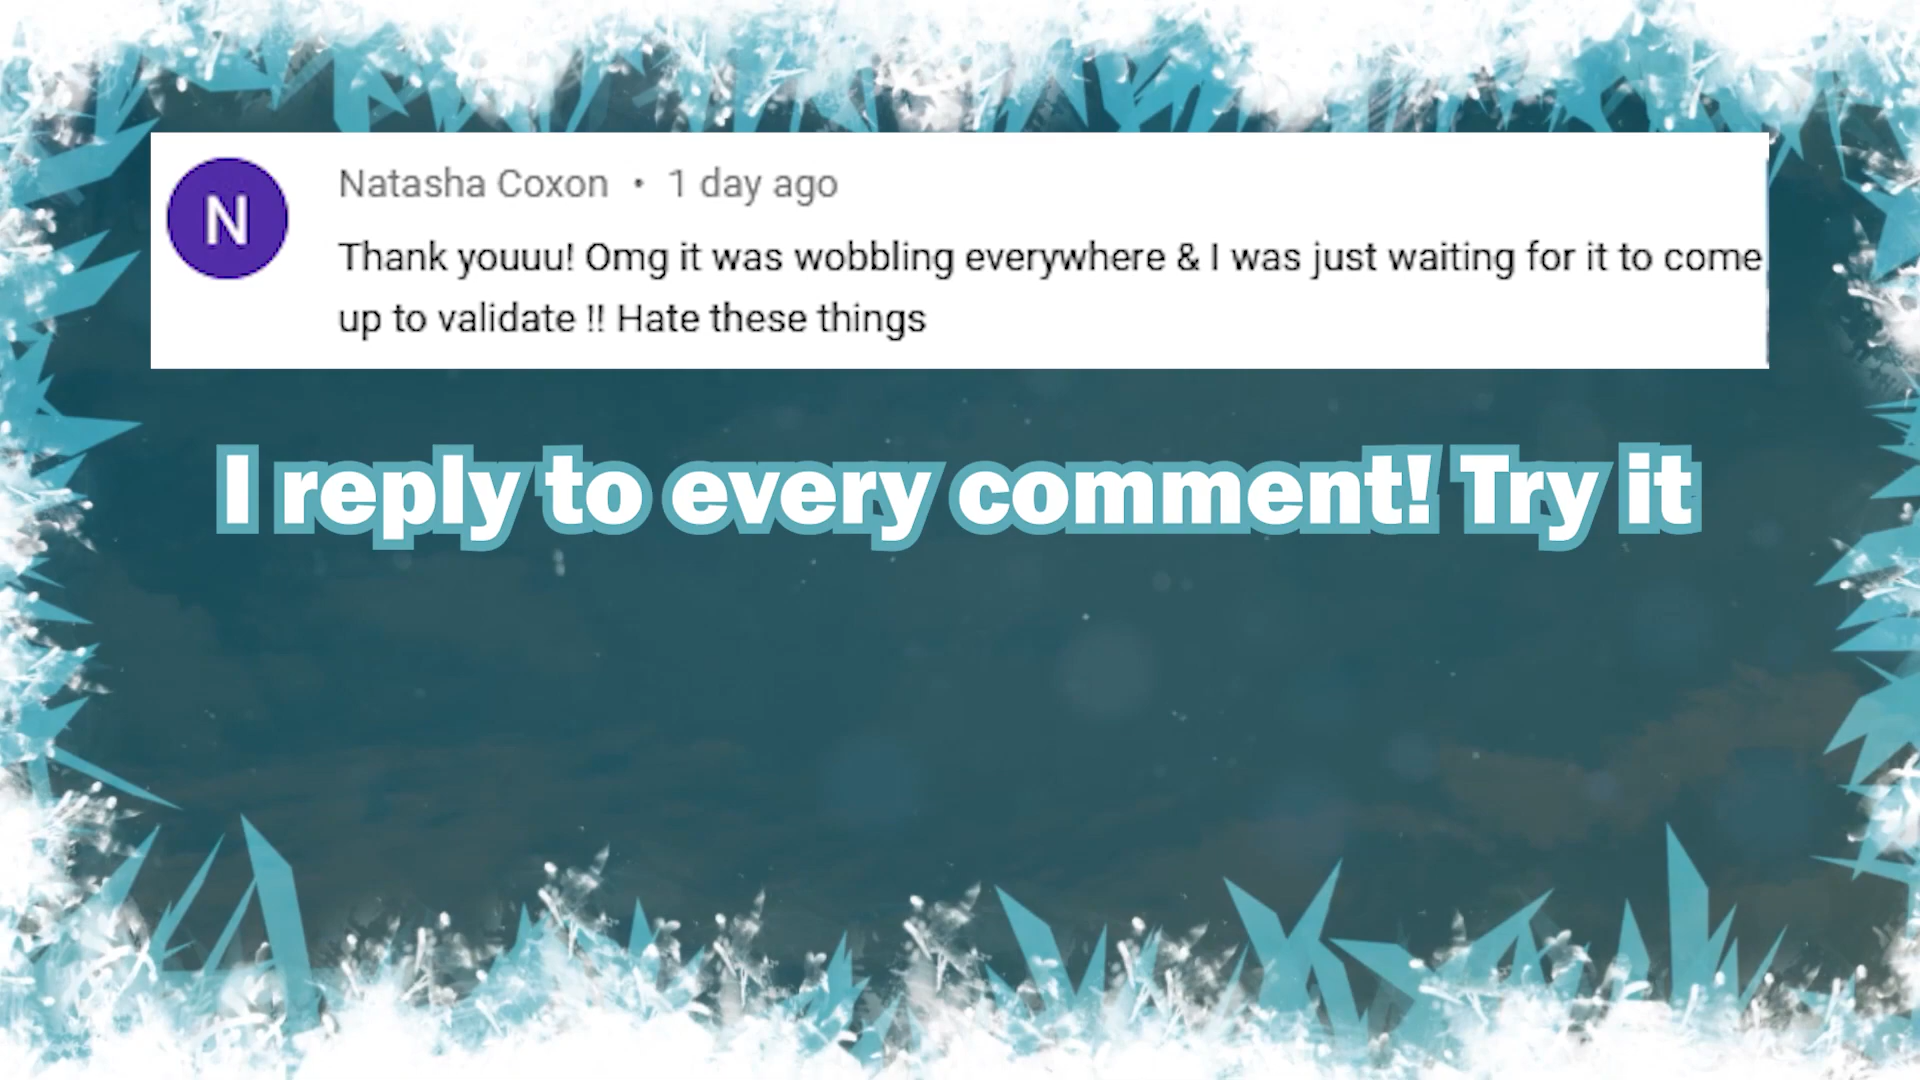 N
Natasha Coxon • 1 day ago
Thank youuu! Omg it was wobbling everywhere & I was just waiting for it to come
up to validate !! Hate these things
I reply to every comment! Try it